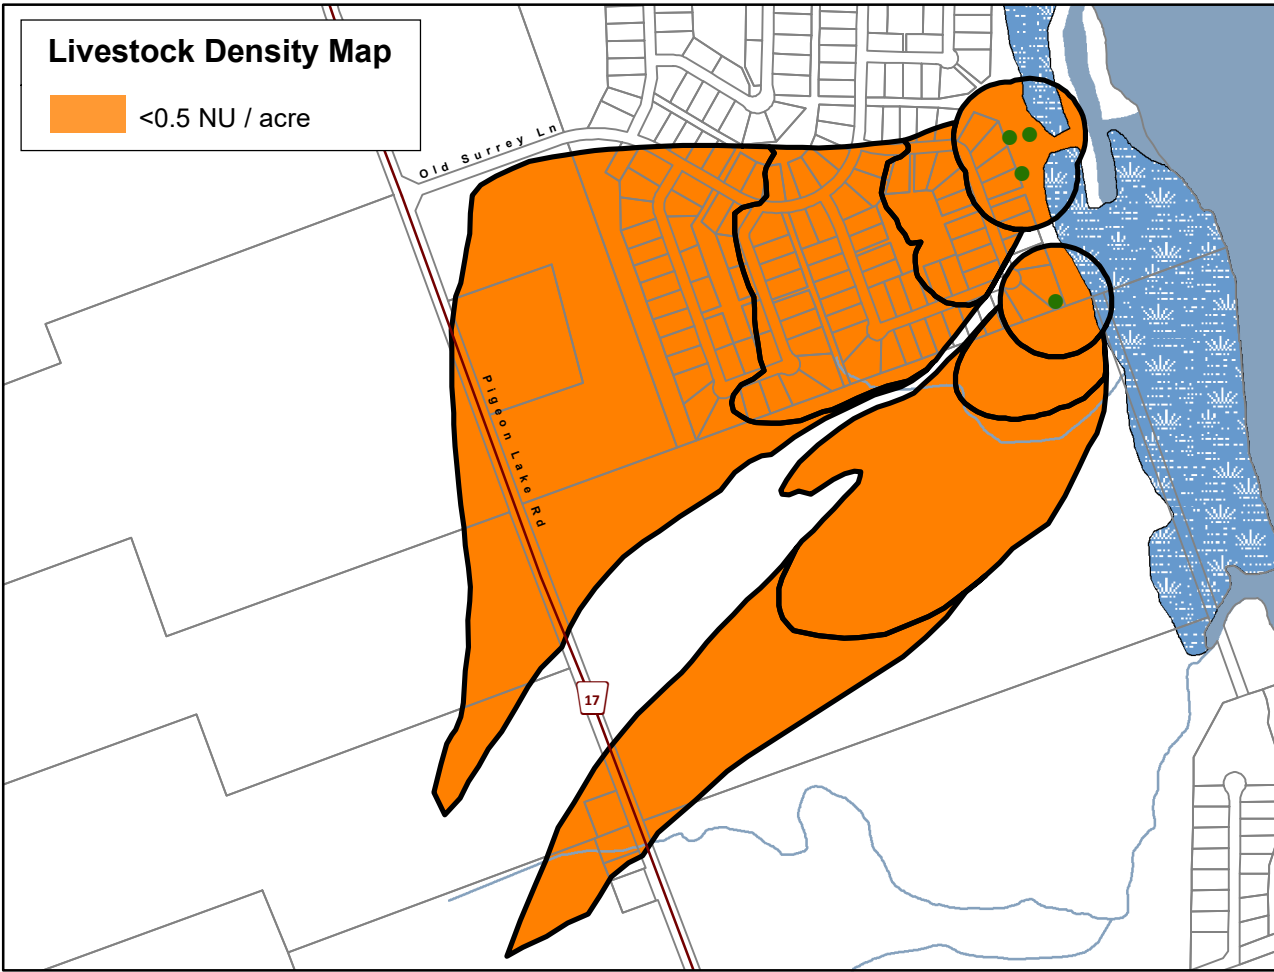 Livestock Density Map
<0.5 NU / acre
Old Surrey Ln
Pigeon Lake Rd
17